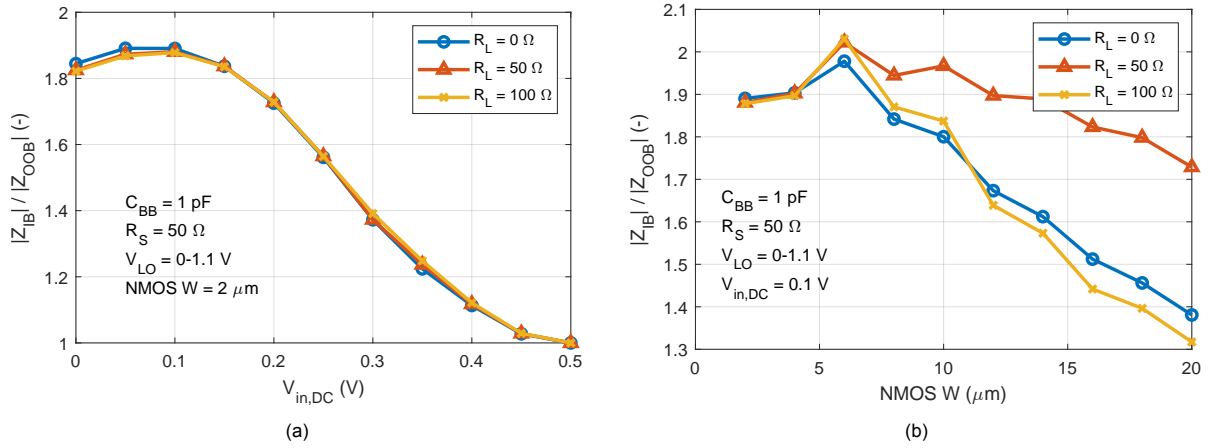 2
1.8
1.6
1.4
1.2
1
|Z_IB| / |Z_OOB| (-)
R_L = 0 Ω
R_L = 50 Ω
R_L = 100 Ω
C_BB = 1 pF
R_S = 50 Ω
V_LO = 0-1.1 V
NMOS W = 2 μm
0 0.1 0.2 0.3 0.4 0.5
V_in,DC (V)
(a)
2.1
2
1.9
1.8
1.7
1.6
1.5
1.4
1.3
|Z_IB| / |Z_OOB| (-)
R_L = 0 Ω
R_L = 50 Ω
R_L = 100 Ω
C_BB = 1 pF
R_S = 50 Ω
V_LO = 0-1.1 V
V_in,DC = 0.1 V
0 5 10 15 20
NMOS W (μm)
(b)